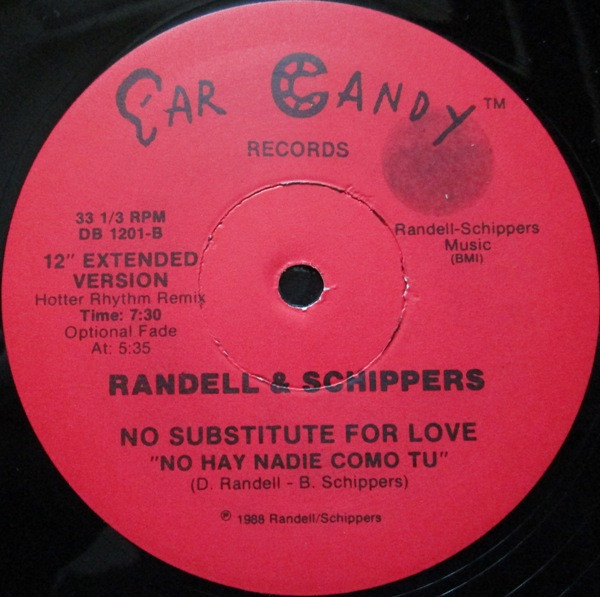 EAR CANDY™
RECORDS
33 1/3 RPM
DB 1201-B
12" EXTENDED
VERSION
Hotter Rhythm Remix
Time: 7:30
Optional Fade
At: 5:35
Randell-Schippers
Music
(BMI)
RANDELL & SCHIPPERS
NO SUBSTITUTE FOR LOVE
"NO HAY NADIE COMO TU"
(D. Randell - B. Schippers)
℗ 1988 Randell/Schippers